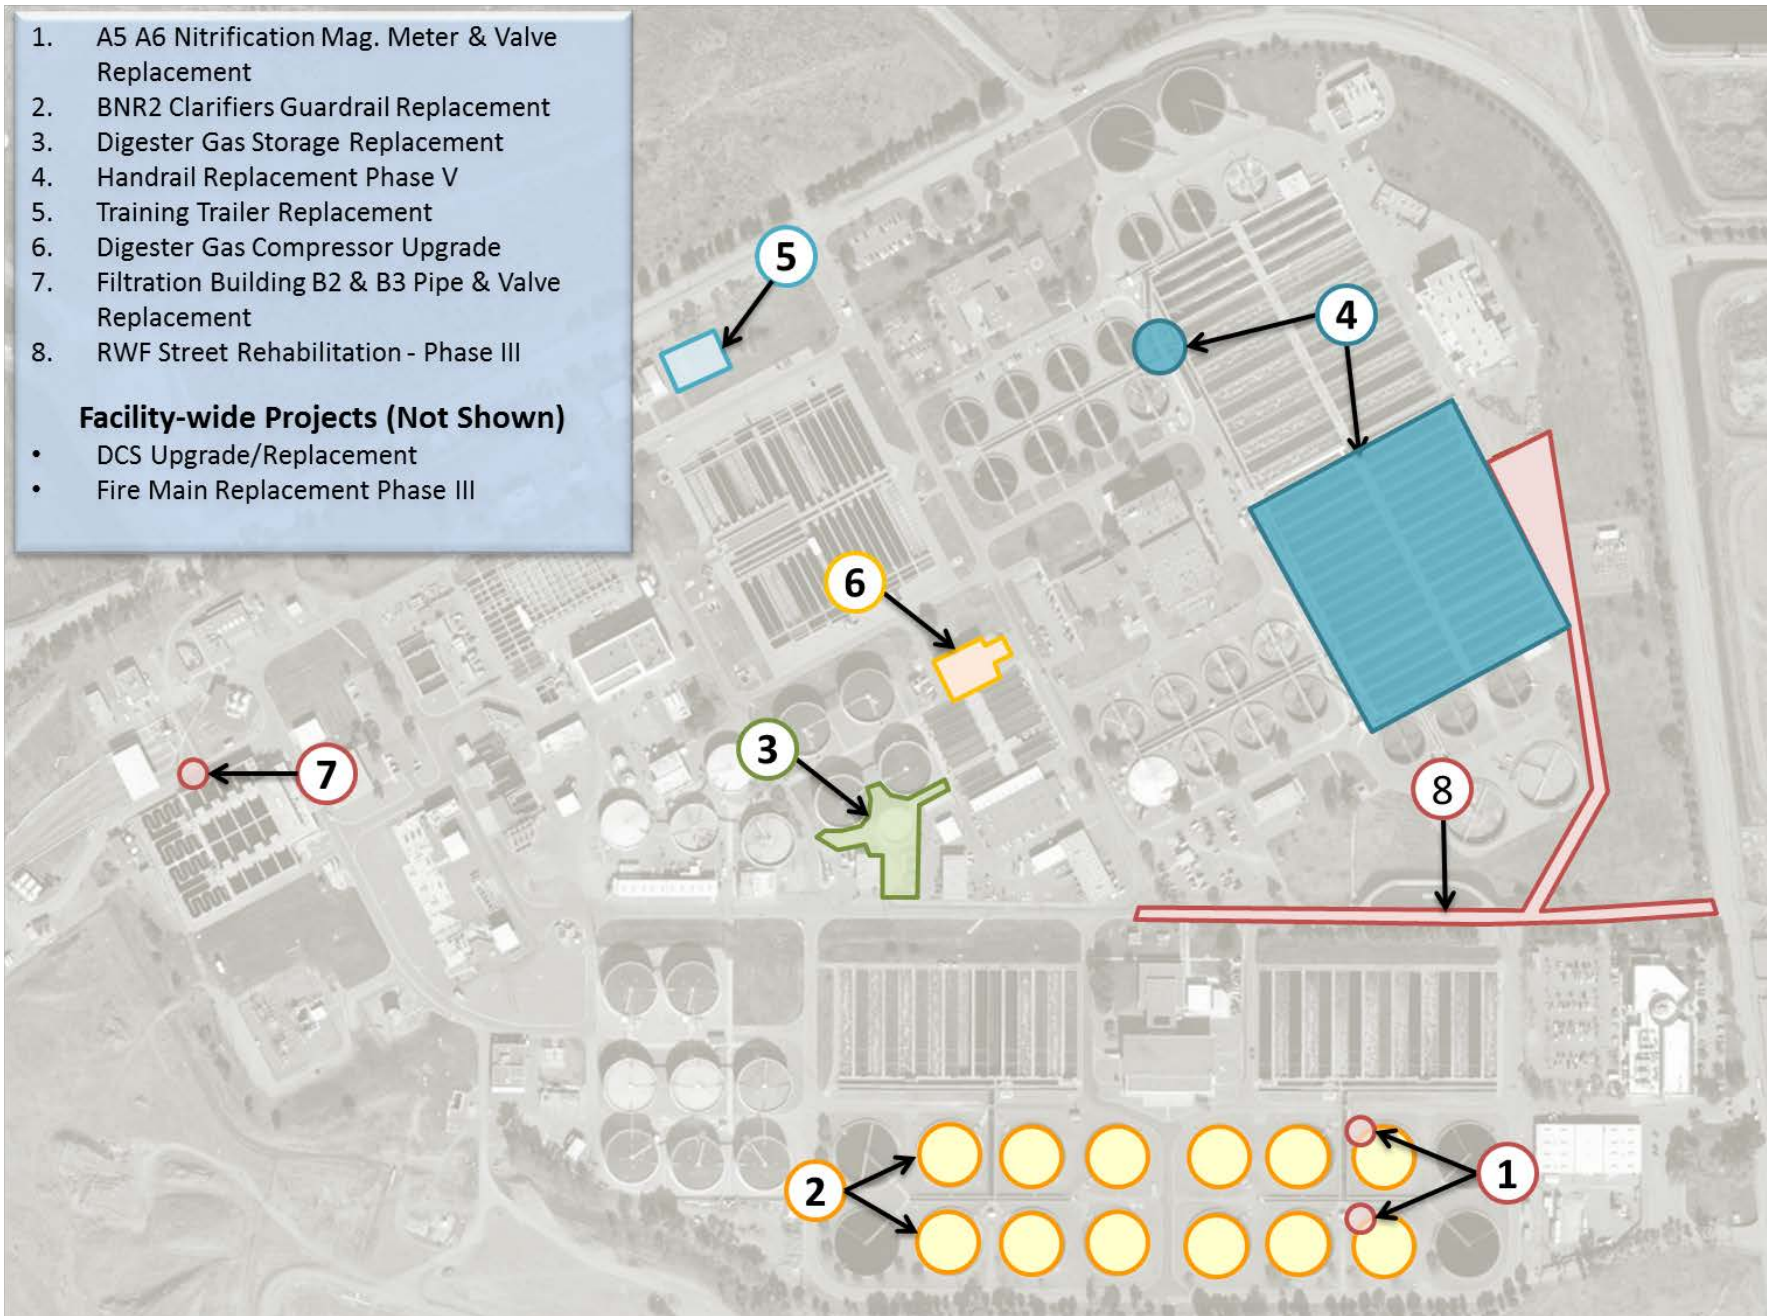 1. A5 A6 Nitrification Mag. Meter & Valve
Replacement
2. BNR2 Clarifiers Guardrail Replacement
3. Digester Gas Storage Replacement
4. Handrail Replacement Phase V
5. Training Trailer Replacement
6. Digester Gas Compressor Upgrade
7. Filtration Building B2 & B3 Pipe & Valve
Replacement
8. RWF Street Rehabilitation - Phase III
Facility-wide Projects (Not Shown)
• DCS Upgrade/Replacement
• Fire Main Replacement Phase III
5
4
6
3
7
8
2
1